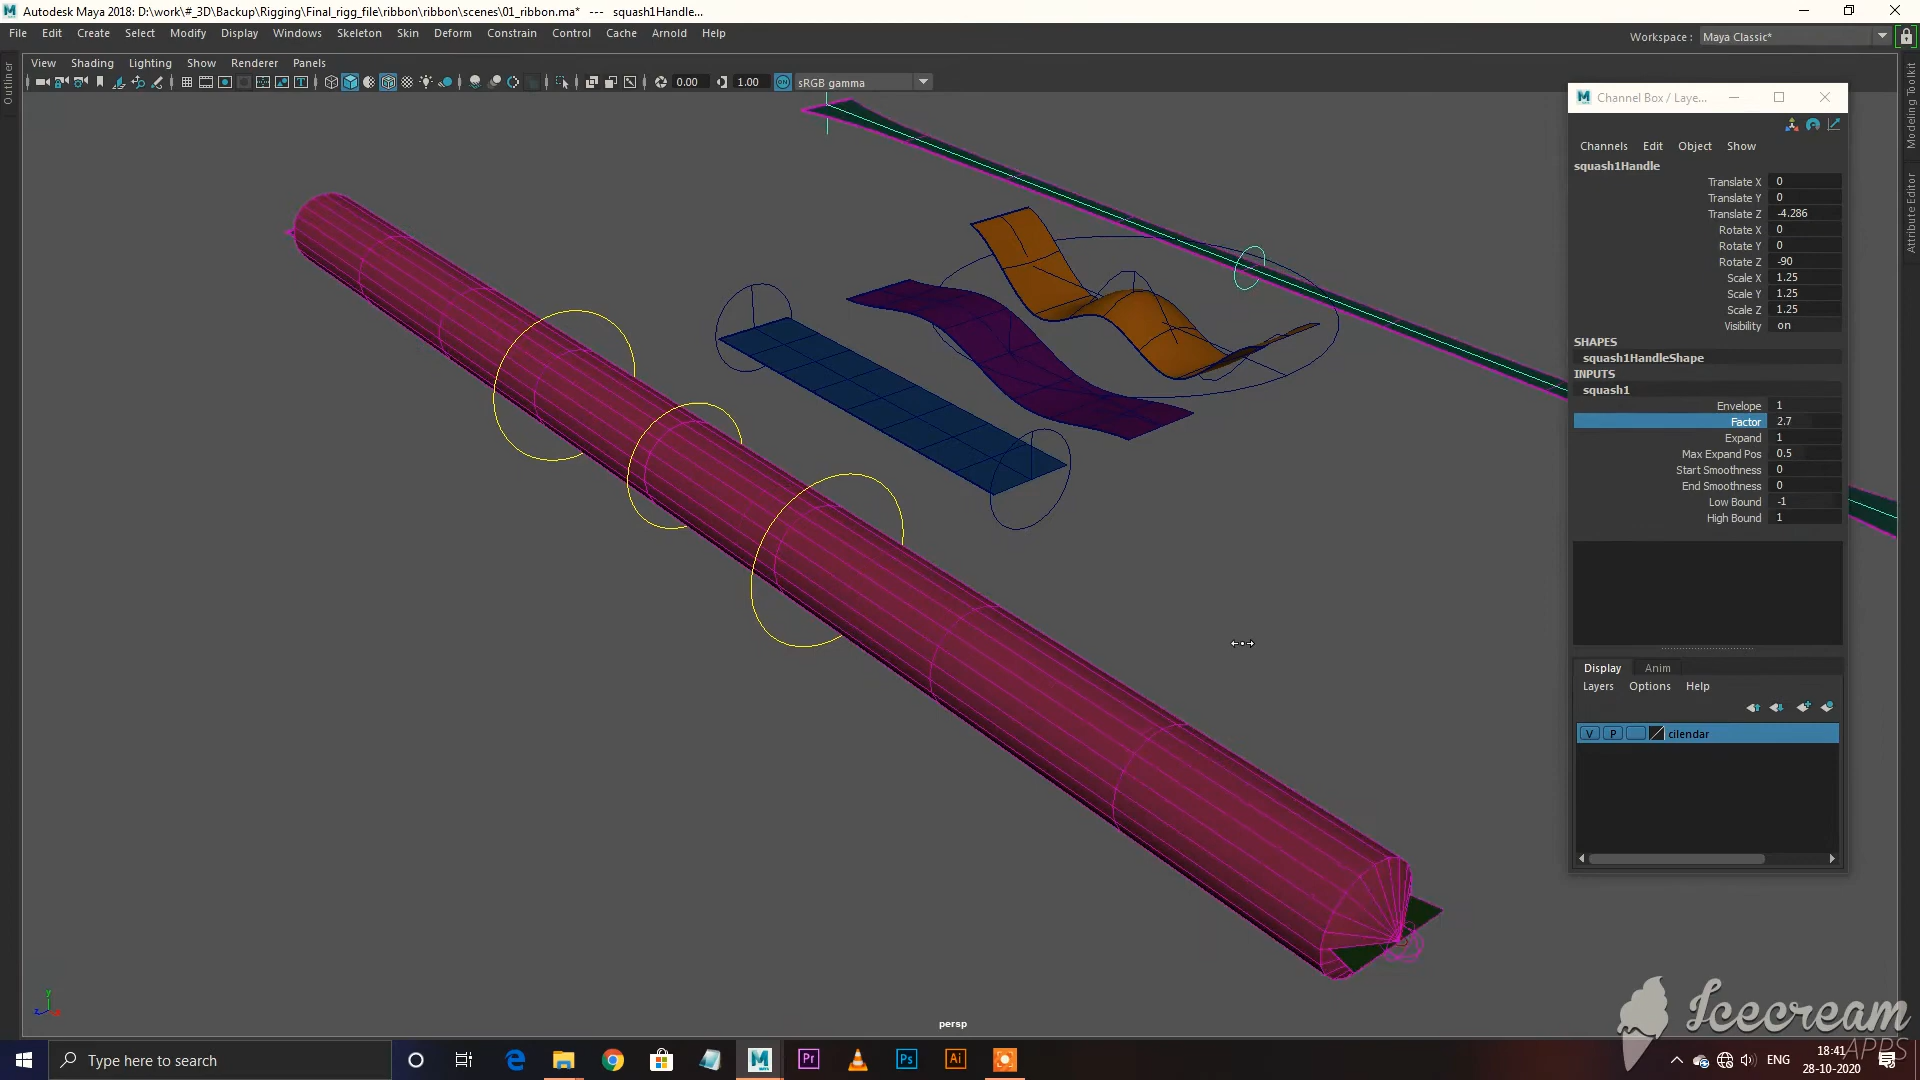 Autodesk Maya 2018: D:\work\#_3D\Backup\Rigging\Final_rigg_file\ribbon\ribbon\scenes\01_ribbon.ma* --- squash1Handle...
File Edit Create Select Modify Display Windows Skeleton Skin Deform Constrain Control Cache Arnold Help
Workspace : Maya Classic*
View Shading Lighting Show Renderer Panels
0.00 1.00 ON sRGB gamma
Outliner
Modeling Toolkit
Attribute Editor
Channel Box / Laye...
Channels Edit Object Show
squash1Handle
Translate X 0
Translate Y 0
Translate Z -4.286
Rotate X 0
Rotate Y 0
Rotate Z -90
Scale X 1.25
Scale Y 1.25
Scale Z 1.25
Visibility on
SHAPES
squash1HandleShape
INPUTS
squash1
Envelope 1
Factor 2.7
Expand 1
Max Expand Pos 0.5
Start Smoothness 0
End Smoothness 0
Low Bound -1
High Bound 1
Display Anim
Layers Options Help
V P cilendar
y
z
persp
Icecream
APPS
Type here to search
Pr Ps Ai
ENG
18:41
28-10-2020